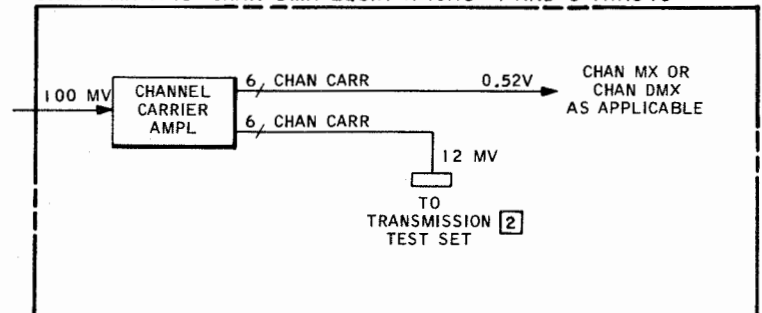 6/ CHAN CARR
0.52V
CHAN MX OR
CHAN DMX
AS APPLICABLE
100 MV
CHANNEL
CARRIER
AMPL
6/ CHAN CARR
12 MV
TO
TRANSMISSION 2
TEST SET